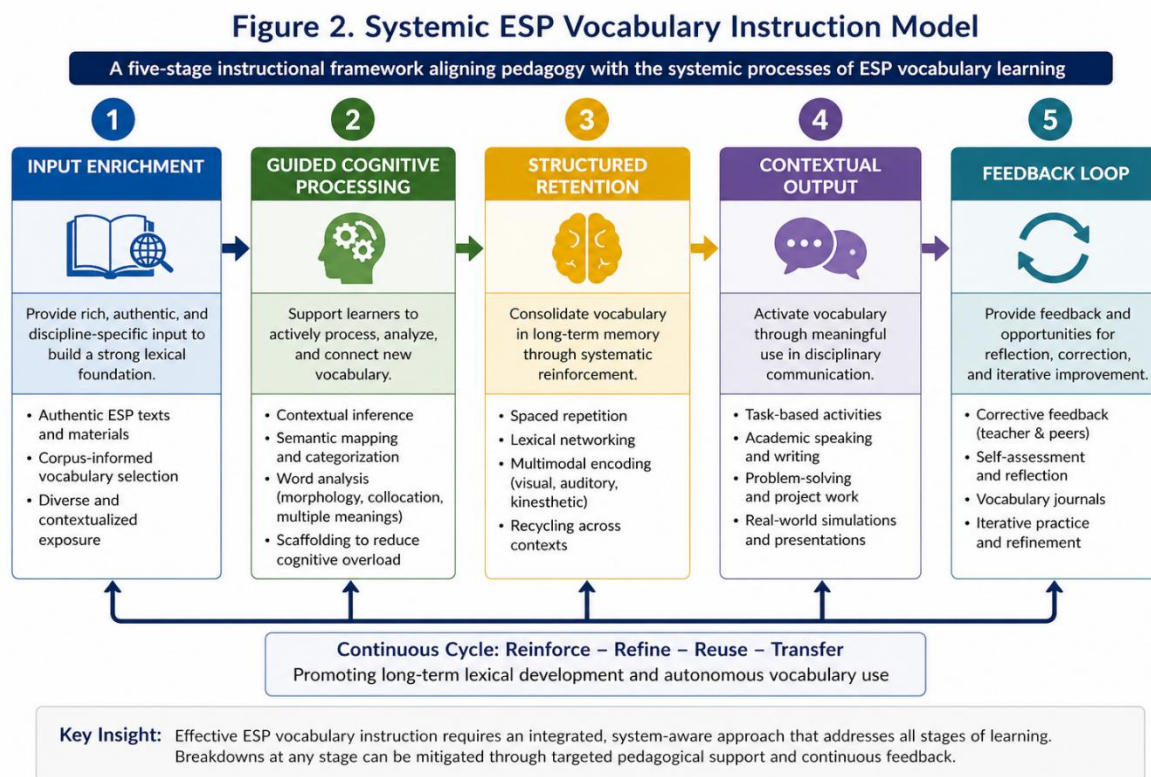 Figure 2. Systemic ESP Vocabulary Instruction Model
A five-stage instructional framework aligning pedagogy with the systemic processes of ESP vocabulary learning
1
INPUT ENRICHMENT
Provide rich, authentic, and
discipline-specific input to
build a strong lexical
foundation.
• Authentic ESP texts
and materials
• Corpus-informed
vocabulary selection
• Diverse and
contextualized
exposure
2
GUIDED COGNITIVE
PROCESSING
Support learners to
actively process, analyze,
and connect new
vocabulary.
• Contextual inference
• Semantic mapping
and categorization
• Word analysis
(morphology, collocation,
multiple meanings)
• Scaffolding to reduce
cognitive overload
3
STRUCTURED
RETENTION
Consolidate vocabulary
in long-term memory
through systematic
reinforcement.
• Spaced repetition
• Lexical networking
• Multimodal encoding
(visual, auditory,
kinesthetic)
• Recycling across
contexts
4
CONTEXTUAL
OUTPUT
Activate vocabulary
through meaningful
use in disciplinary
communication.
• Task-based activities
• Academic speaking
and writing
• Problem-solving
and project work
• Real-world simulations
and presentations
5
FEEDBACK LOOP
Provide feedback and
opportunities for
reflection, correction,
and iterative improvement.
• Corrective feedback
(teacher & peers)
• Self-assessment
and reflection
• Vocabulary journals
• Iterative practice
and refinement
Continuous Cycle: Reinforce – Refine – Reuse – Transfer
Promoting long-term lexical development and autonomous vocabulary use
Key Insight: Effective ESP vocabulary instruction requires an integrated, system-aware approach that addresses all stages of learning.
Breakdowns at any stage can be mitigated through targeted pedagogical support and continuous feedback.